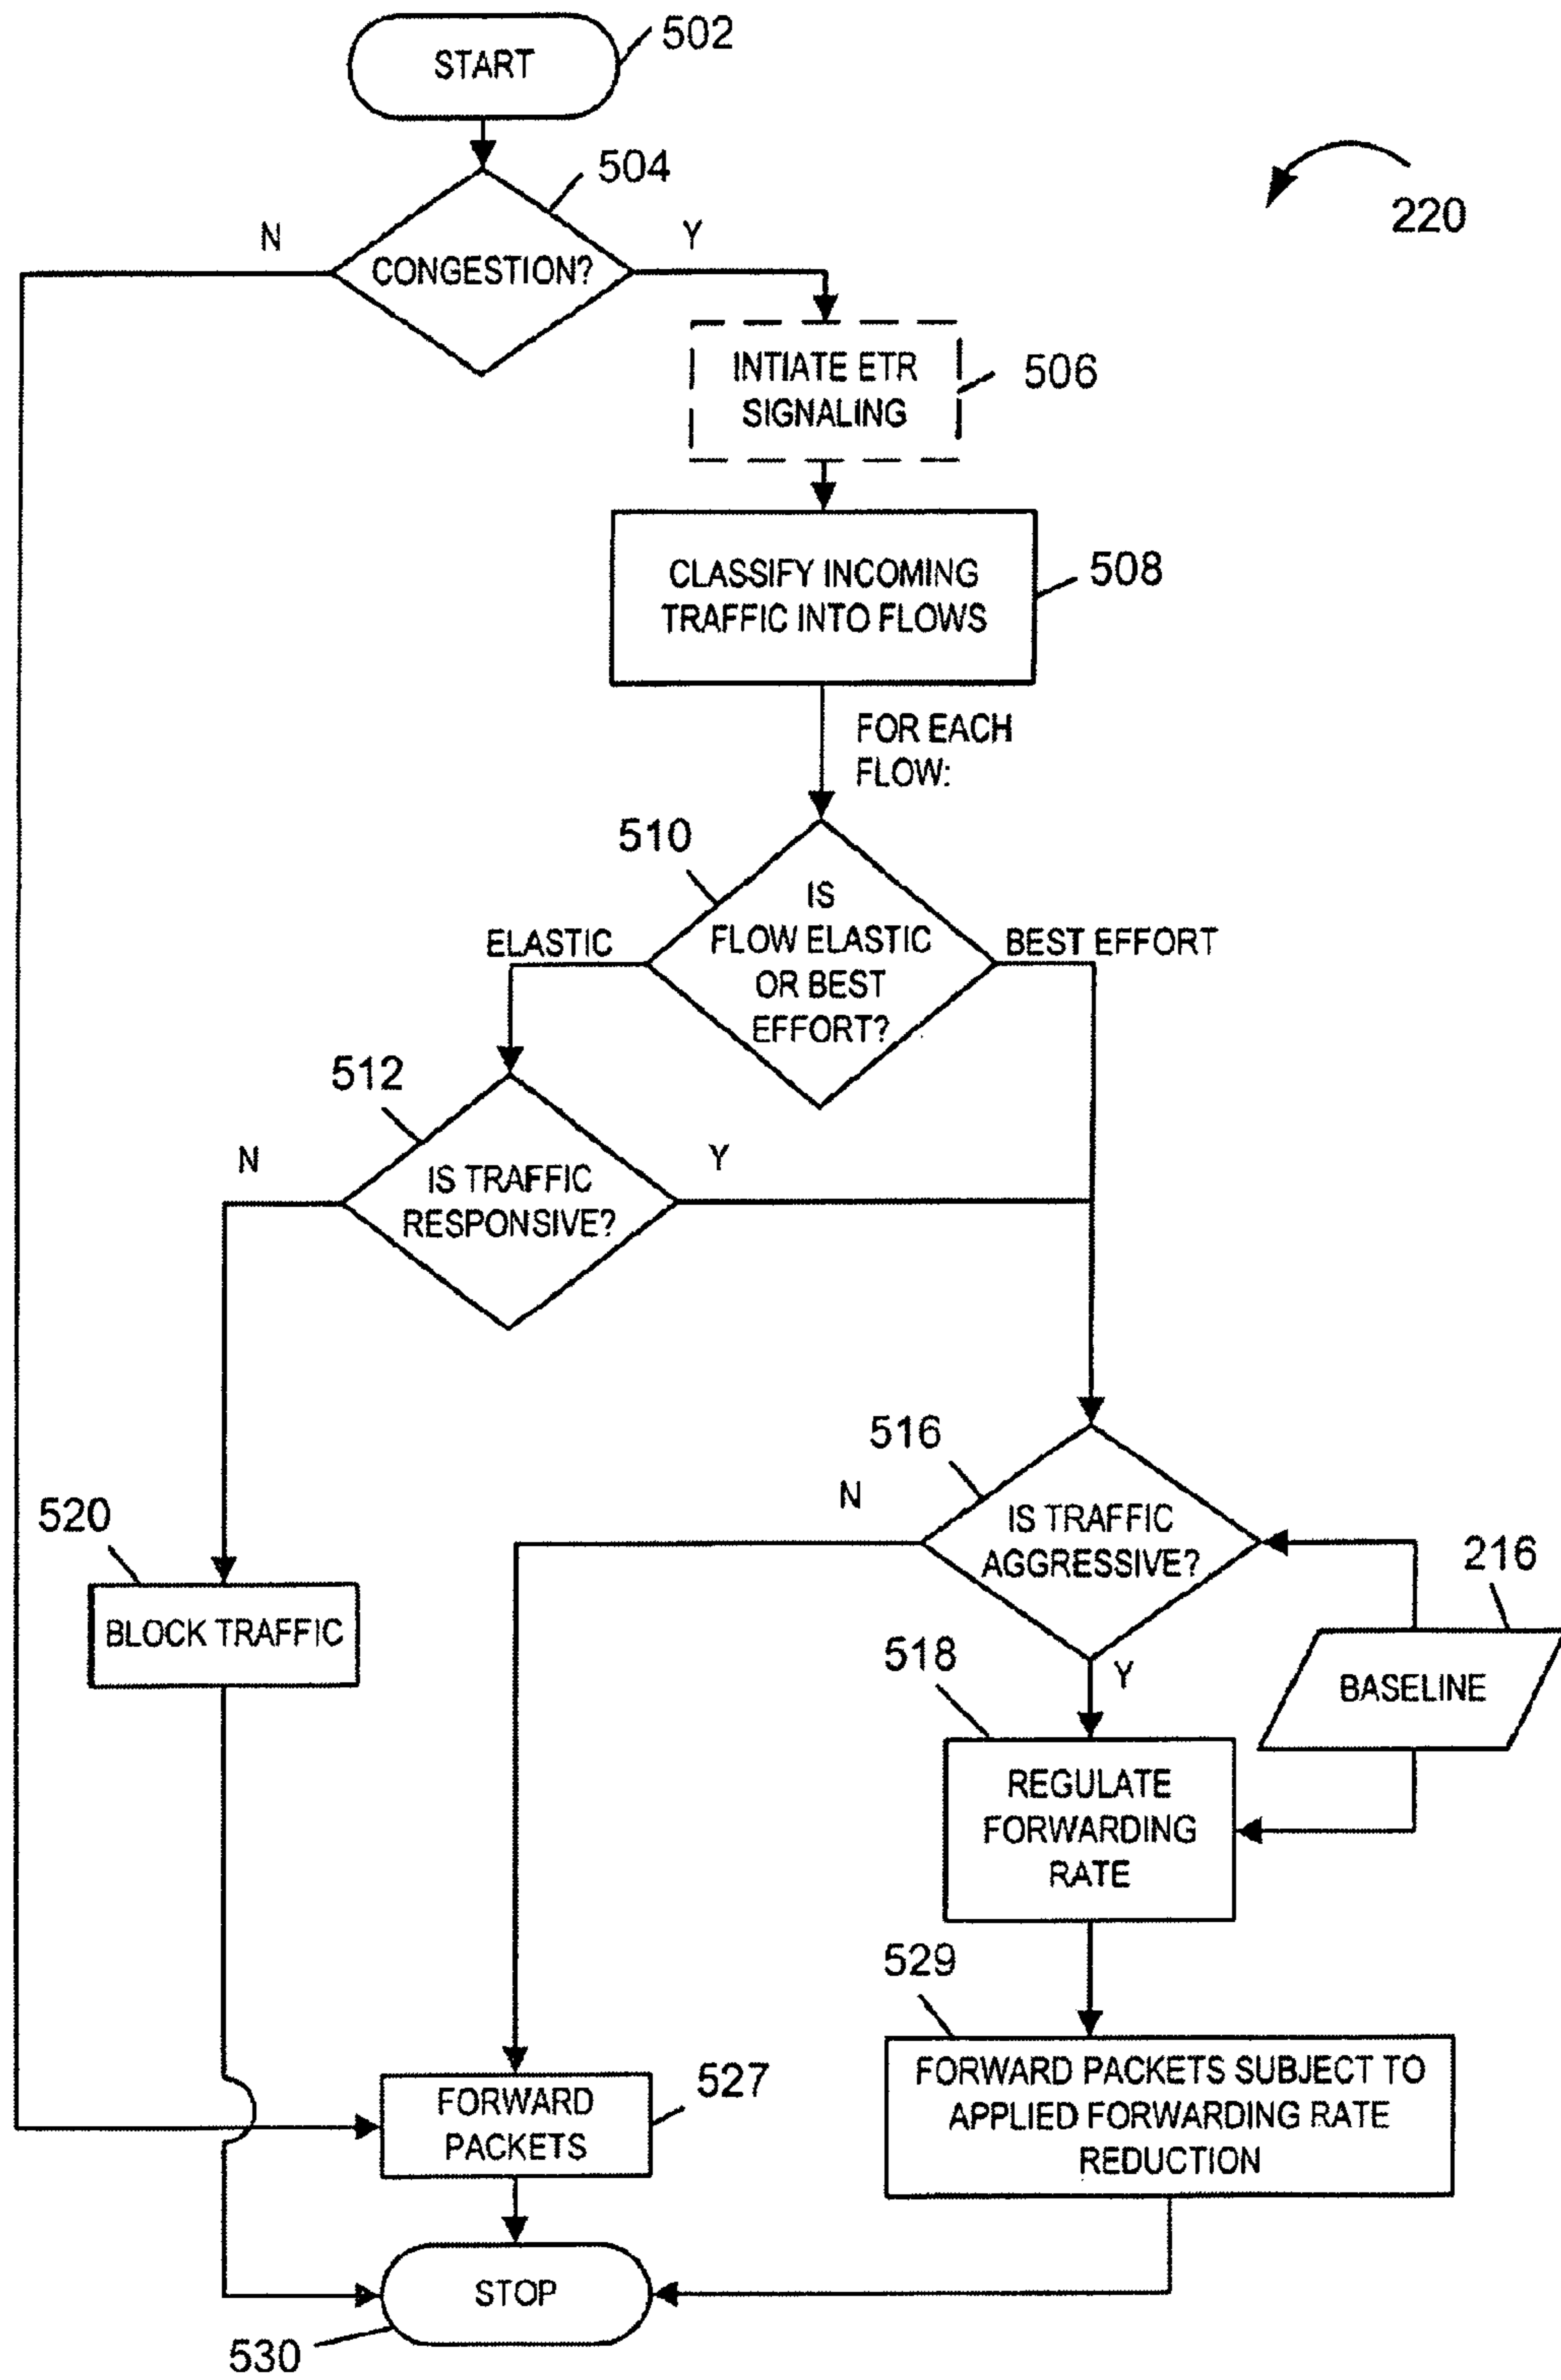 START
502
504
N
Y
CONGESTION?
220
INTIATE ETR
SIGNALING
506
CLASSIFY INCOMING
TRAFFIC INTO FLOWS
508
FOR EACH
FLOW:
510
IS
FLOW ELASTIC
OR BEST
EFFORT?
ELASTIC
BEST EFFORT
512
N
Y
IS TRAFFIC
RESPONSIVE?
516
N
IS TRAFFIC
AGGRESSIVE?
520
BLOCK TRAFFIC
216
BASELINE
518
Y
REGULATE
FORWARDING
RATE
529
FORWARD PACKETS SUBJECT TO
APPLIED FORWARDING RATE
REDUCTION
FORWARD
PACKETS
527
STOP
530